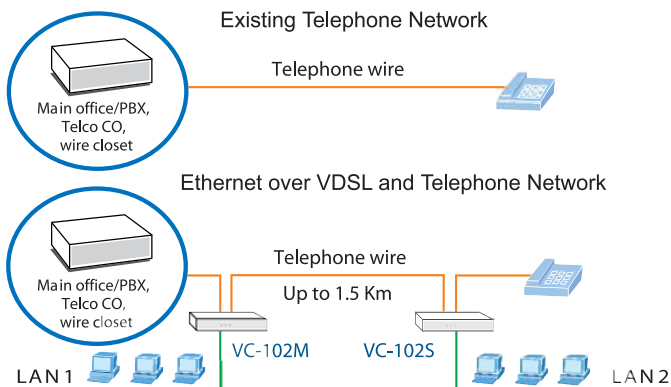 Existing Telephone Network
Telephone wire
Main office/PBX,
Telco CO,
wire closet
Ethernet over VDSL and Telephone Network
Telephone wire
Up to 1.5 Km
Main office/PBX,
Telco CO,
wire closet
VC-102M
VC-102S
LAN1
LAN2